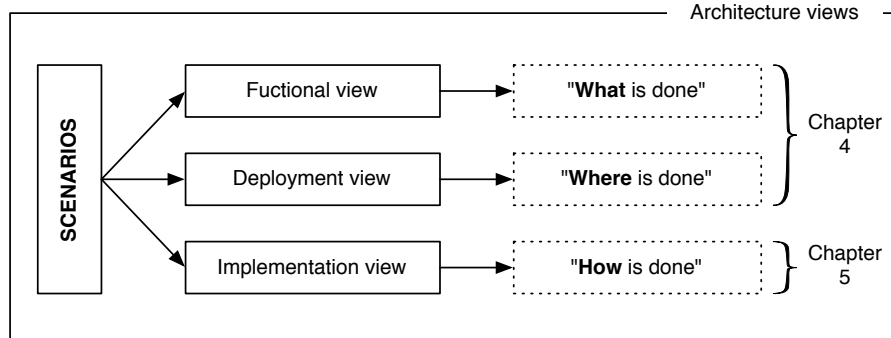 Architecture views
SCENARIOS
Fuctional view
"What is done"
Deployment view
"Where is done"
Chapter
4
Implementation view
"How is done"
Chapter
5